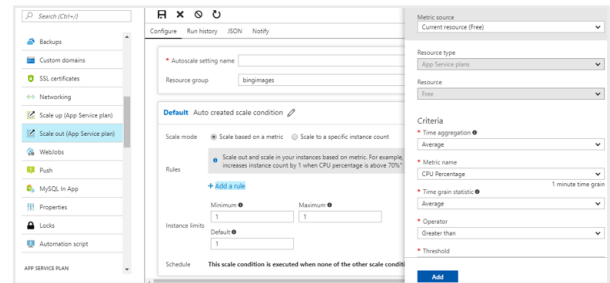 Search (Ctrl+/)
Backups
Custom domains
SSL certificates
Networking
Scale up (App Service plan)
Scale out (App Service plan)
WebJobs
Push
MySQL In App
Properties
Locks
Automation script
APP SERVICE PLAN
Configure Run history JSON Notify
* Autoscale setting name
Resource group bingimages
Default Auto created scale condition
Scale mode Scale based on a metric Scale to a specific instance count
Rules
Scale out and scale in your instances based on metric. For example,
increases instance count by 1 when CPU percentage is above 70%"
+ Add a rule
Instance limits
Minimum Maximum
1 1
Default
1
Schedule This scale condition is executed when none of the other scale conditi
Metric source
Current resource (Free)
Resource type
App Service plans
Resource
Free
Criteria
* Time aggregation
Average
* Metric name
CPU Percentage
1 minute time grain
* Time grain statistic
Average
* Operator
Greater than
* Threshold
Add